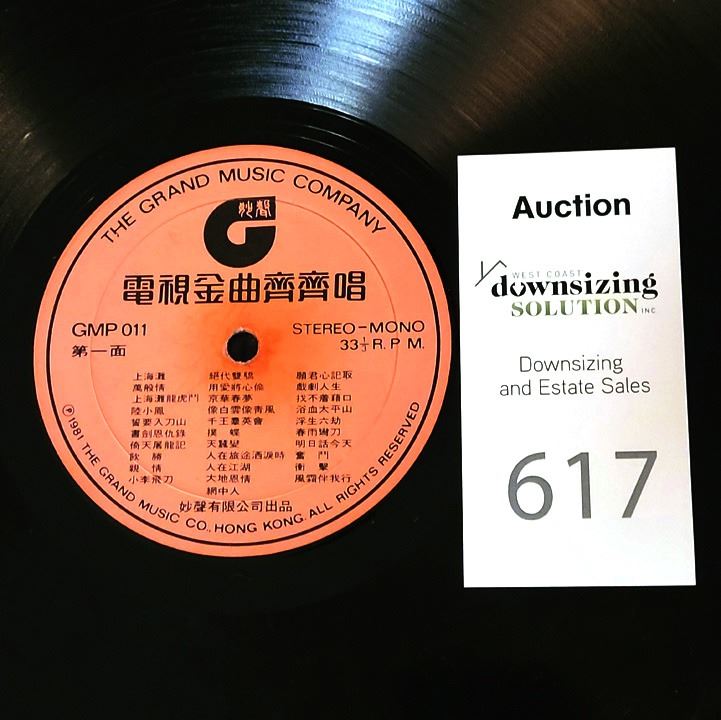 THE GRAND MUSIC COMPANY
妙聲
電視金曲齊齊唱
GMP 011
STEREO-MONO
第一面
33⅓ R. P. M.
上海灘 絕代雙驕 願君心記取
萬般情 用愛將心偷 戲劇人生
上海灘龍虎鬥 京華春夢 找不着藉口
陸小鳳 像白雲像清風 浴血太平山
誓要入刀山 千王羣英會 浮生六劫
書劍恩仇錄 撲 蝶 春雨彎刀
倚天屠龍記 天蠶變 明日話今天
歡 勝 人在旅途洒淚時 奮 鬥
親 情 人在江湖 衝 擊
小李飛刀 大地恩情 風霜伴我行
網中人
妙聲有限公司出品
Ⓟ 1981 THE GRAND MUSIC CO., HONG KONG. ALL RIGHTS RESERVED
Auction
WEST COAST
downsizing
SOLUTION INC
Downsizing
and Estate Sales
617